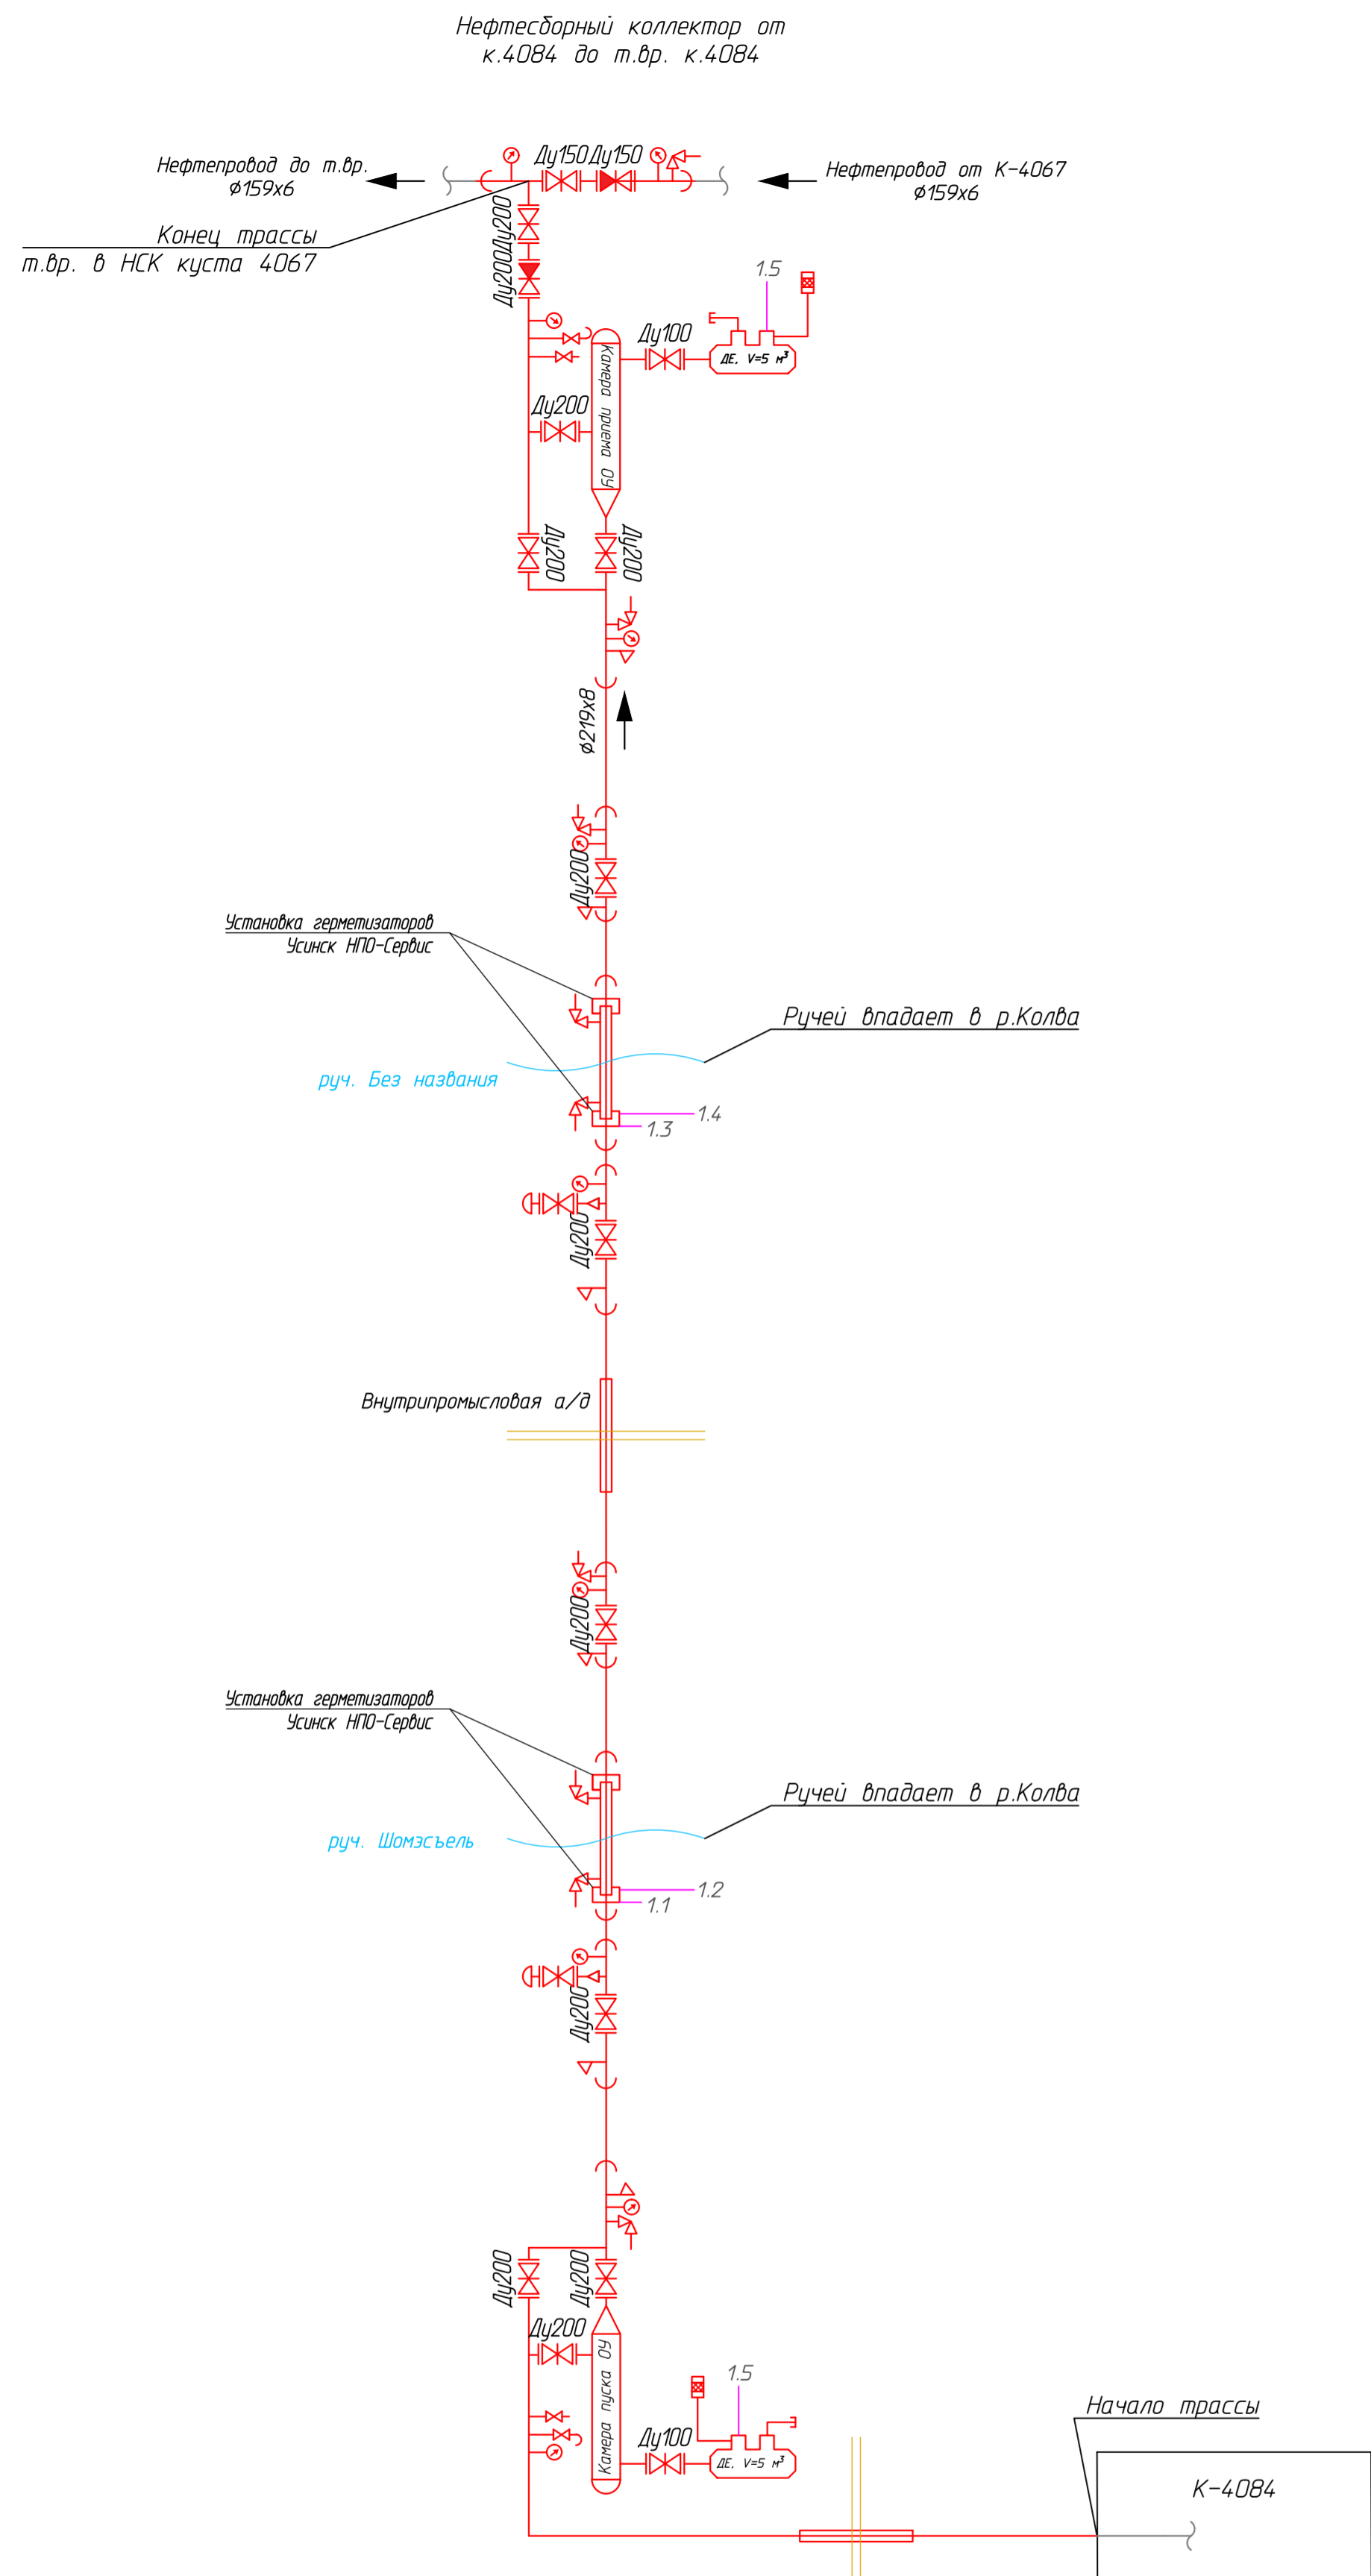 Нефтесборный коллектор от
к.4084 до т.вр. к.4084
Ду150 Ду150
Нефтепровод до т.вр.
Ø159х6
Нефтепровод от К-4067
Ø159х6
Ду200
Конец трассы
т.вр. в НСК куста 4067
Ду200
1.5
Ду100
ДЕ, V=5 м³
Камера приема ОУ
Ду200
Ду200
Ду200
Ø219х8
Ду200
Установка герметизаторов
Усинск НПО-Сервис
Ручей впадает в р.Колва
руч. Без названия
1.4
1.3
Ду200
Внутрипромысловая а/д
Ду200
Установка герметизаторов
Усинск НПО-Сервис
Ручей впадает в р.Колва
руч. Шомэсъель
1.2
1.1
Ду200
Ду200
Ду200
Ду200
Камера пуска ОУ
1.5
Ду100
ДЕ, V=5 м³
Начало трассы
К-4084